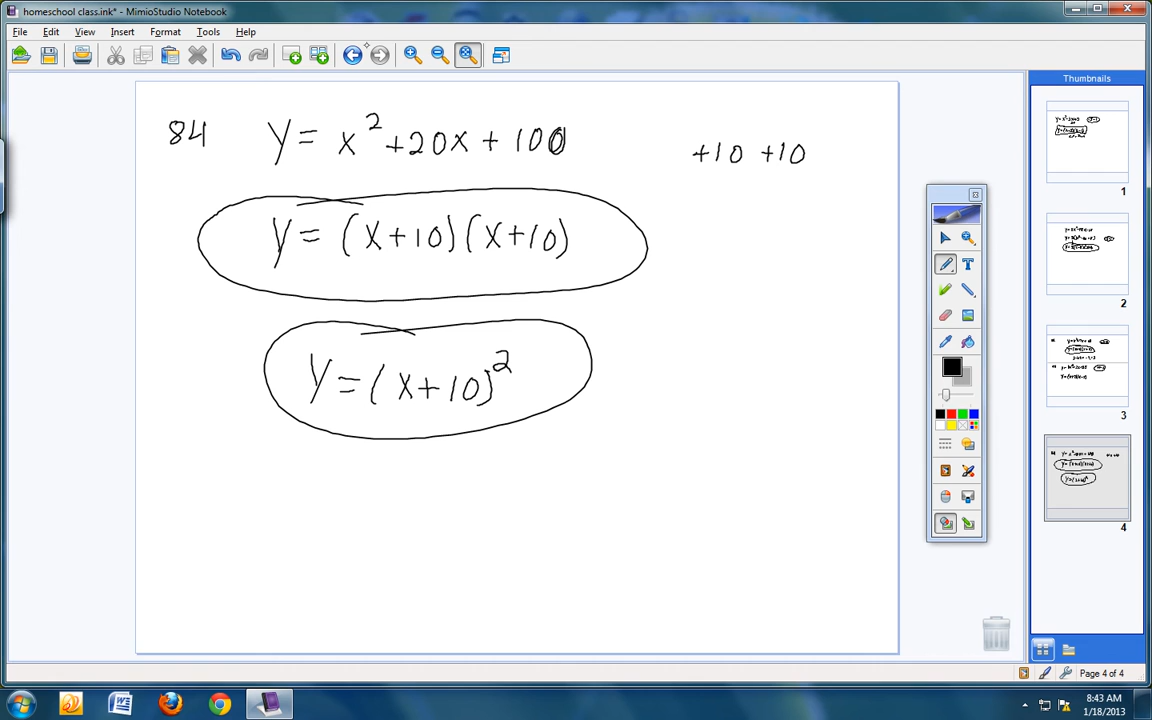 homeschool class.ink* - MimioStudio Notebook
File Edit View Insert Format Tools Help
Thumbnails
84 Y = x² + 20x + 100 +10 +10
Y = (x+10)(x+10)
Y = (x+10)²
T
1
2
3
4
Page 4 of 4
8:43 AM
1/18/2013